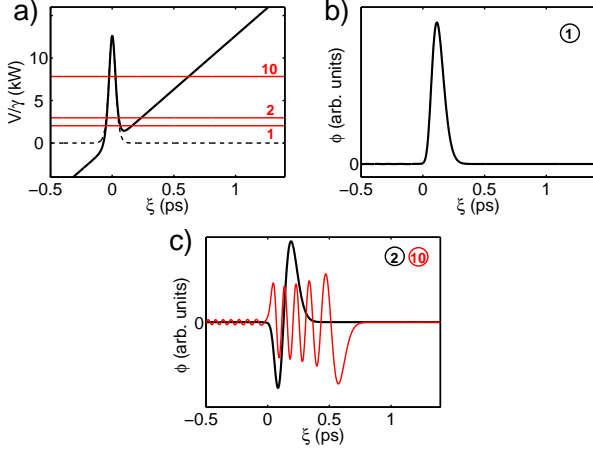 a)
V/γ (kW)
10
5
0
10
2
1
−0.5 0 0.5 1
ξ (ps)
b)
ϕ (arb. units)
0
1
−0.5 0 0.5 1
ξ (ps)
c)
ϕ (arb. units)
0
2 10
−0.5 0 0.5 1
ξ (ps)